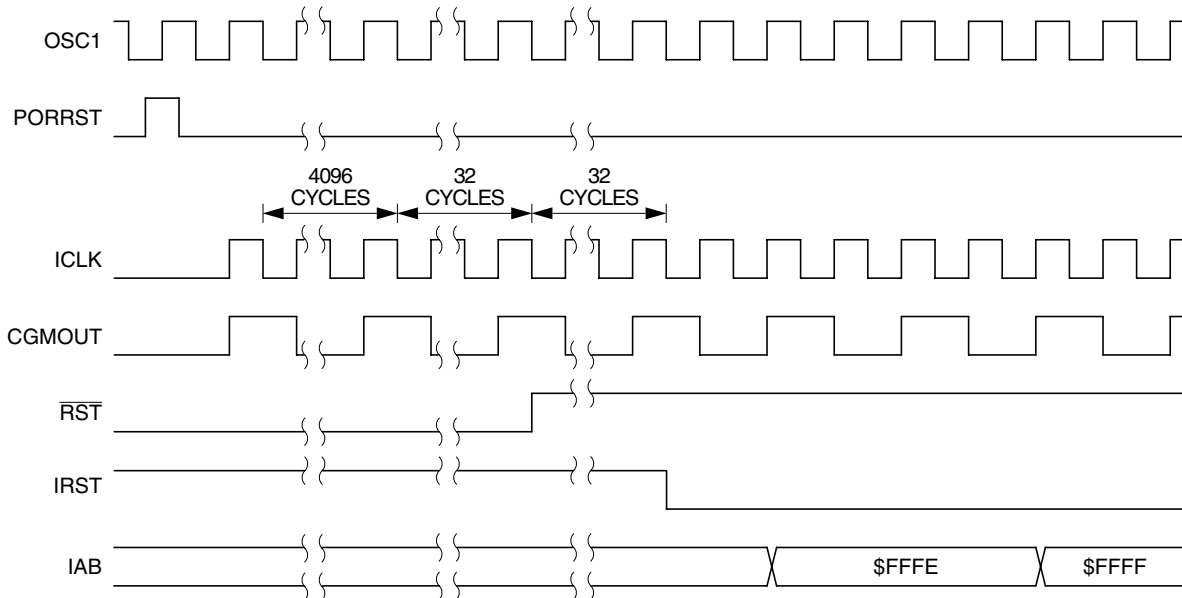 OSC1
PORRST
4096
CYCLES
32
CYCLES
32
CYCLES
ICLK
CGMOUT
RST
IRST
IAB
$FFFE
$FFFF